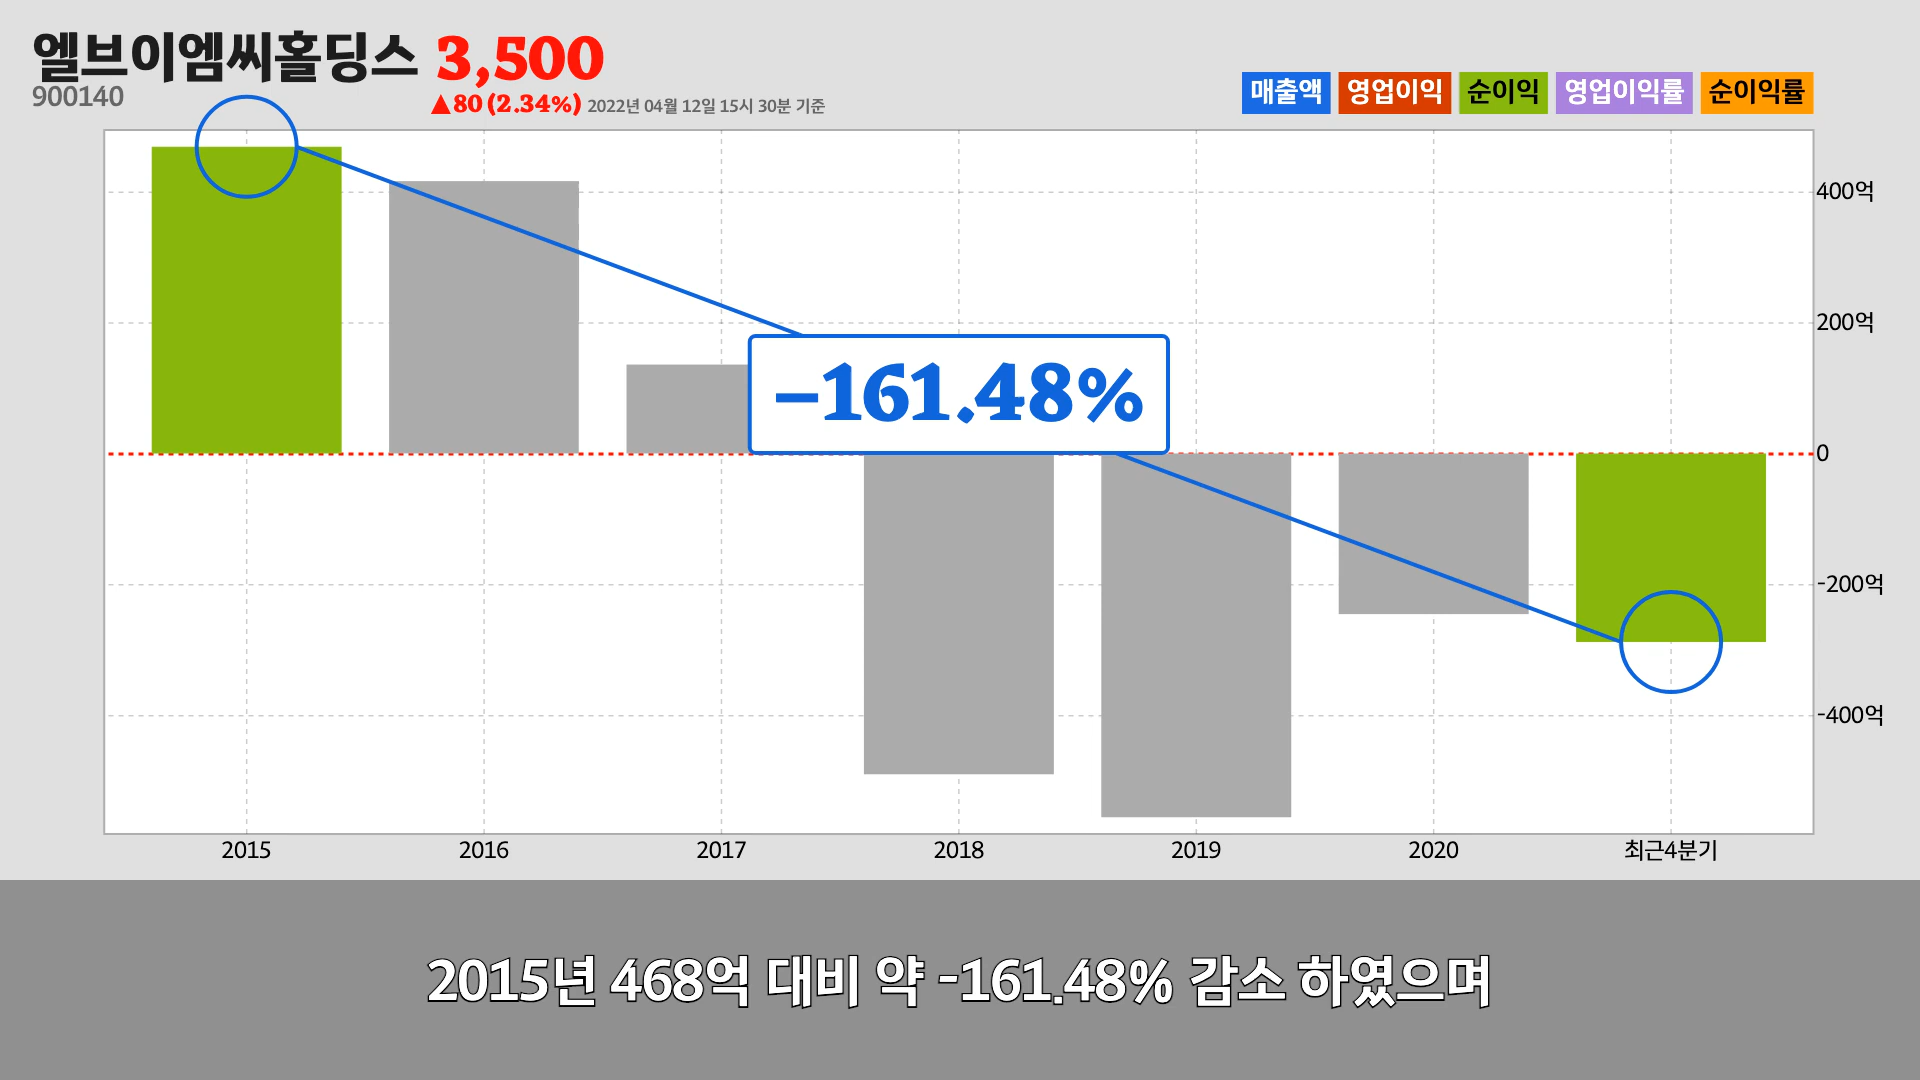 엘브이엠씨홀딩스 3,500
900140
▲80 (2.34%) 2022년 04월 12일 15시 30분 기준
매출액 영업이익 순이익 영업이익률 순이익률
400억
200억
-161.48%
0
-200억
-400억
2015 2016 2017 2018 2019 2020 최근4분기
2015년 468억 대비 약 -161.48% 감소 하였으며